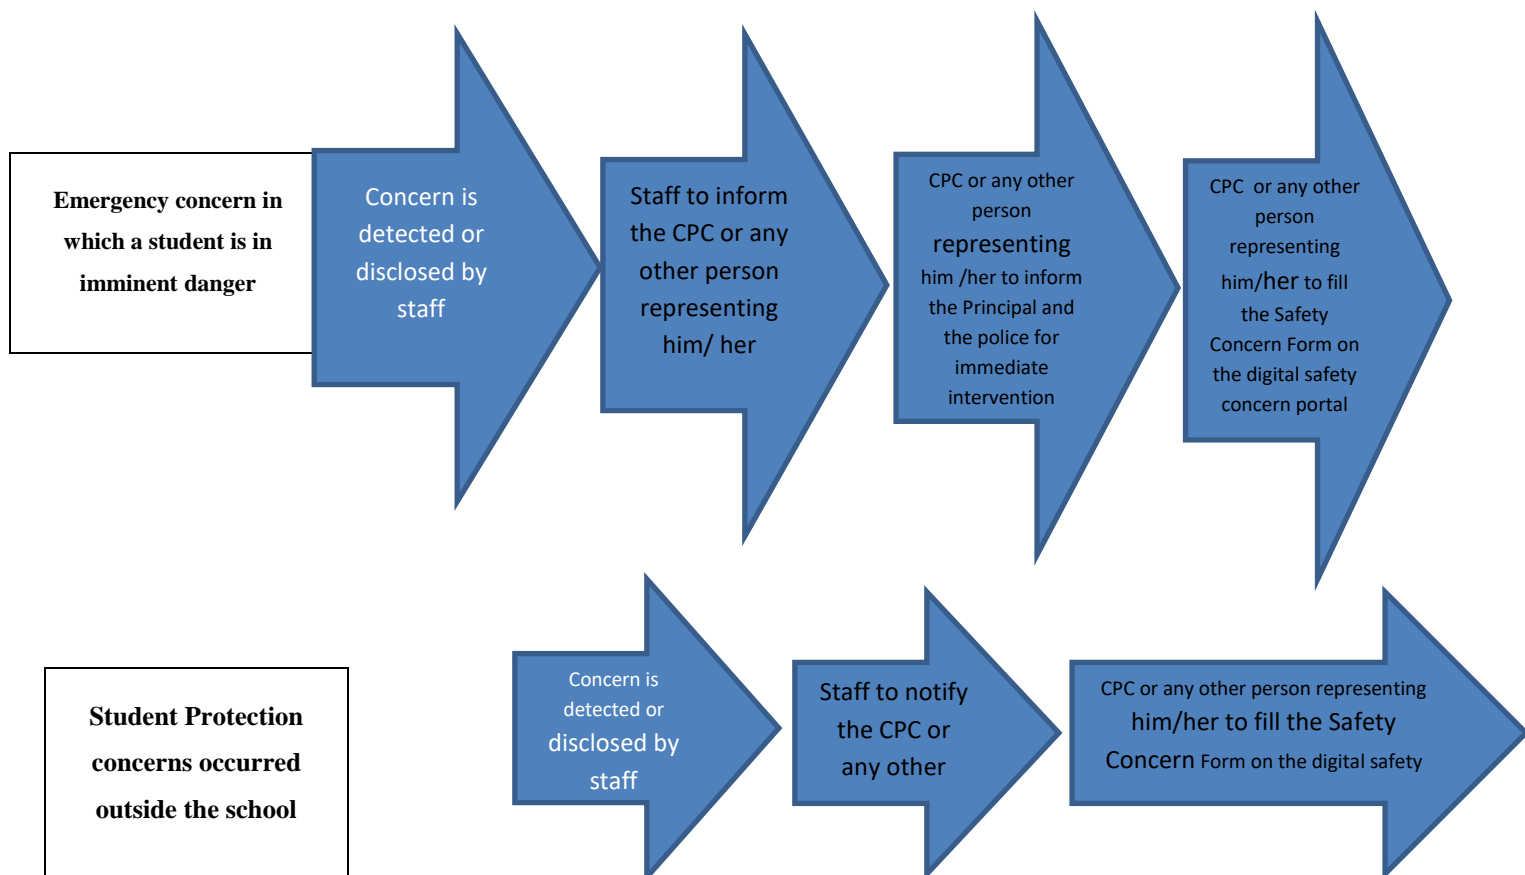 Emergency concern in
which a student is in
imminent danger
Concern is
detected or
disclosed by
staff
Staff to inform
the CPC or any
other person
representing
him/ her
CPC or any other
person
representing
him /her to inform
the Principal and
the police for
immediate
intervention
CPC  or any other
person
representing
him/her to fill
the Safety
Concern Form on
the digital safety
concern portal
Student Protection
concerns occurred
outside the school
Concern is
detected or
disclosed by
staff
Staff to notify
the CPC or
any other
CPC or any other person representing
him/her to fill the Safety
Concern Form on the digital safety